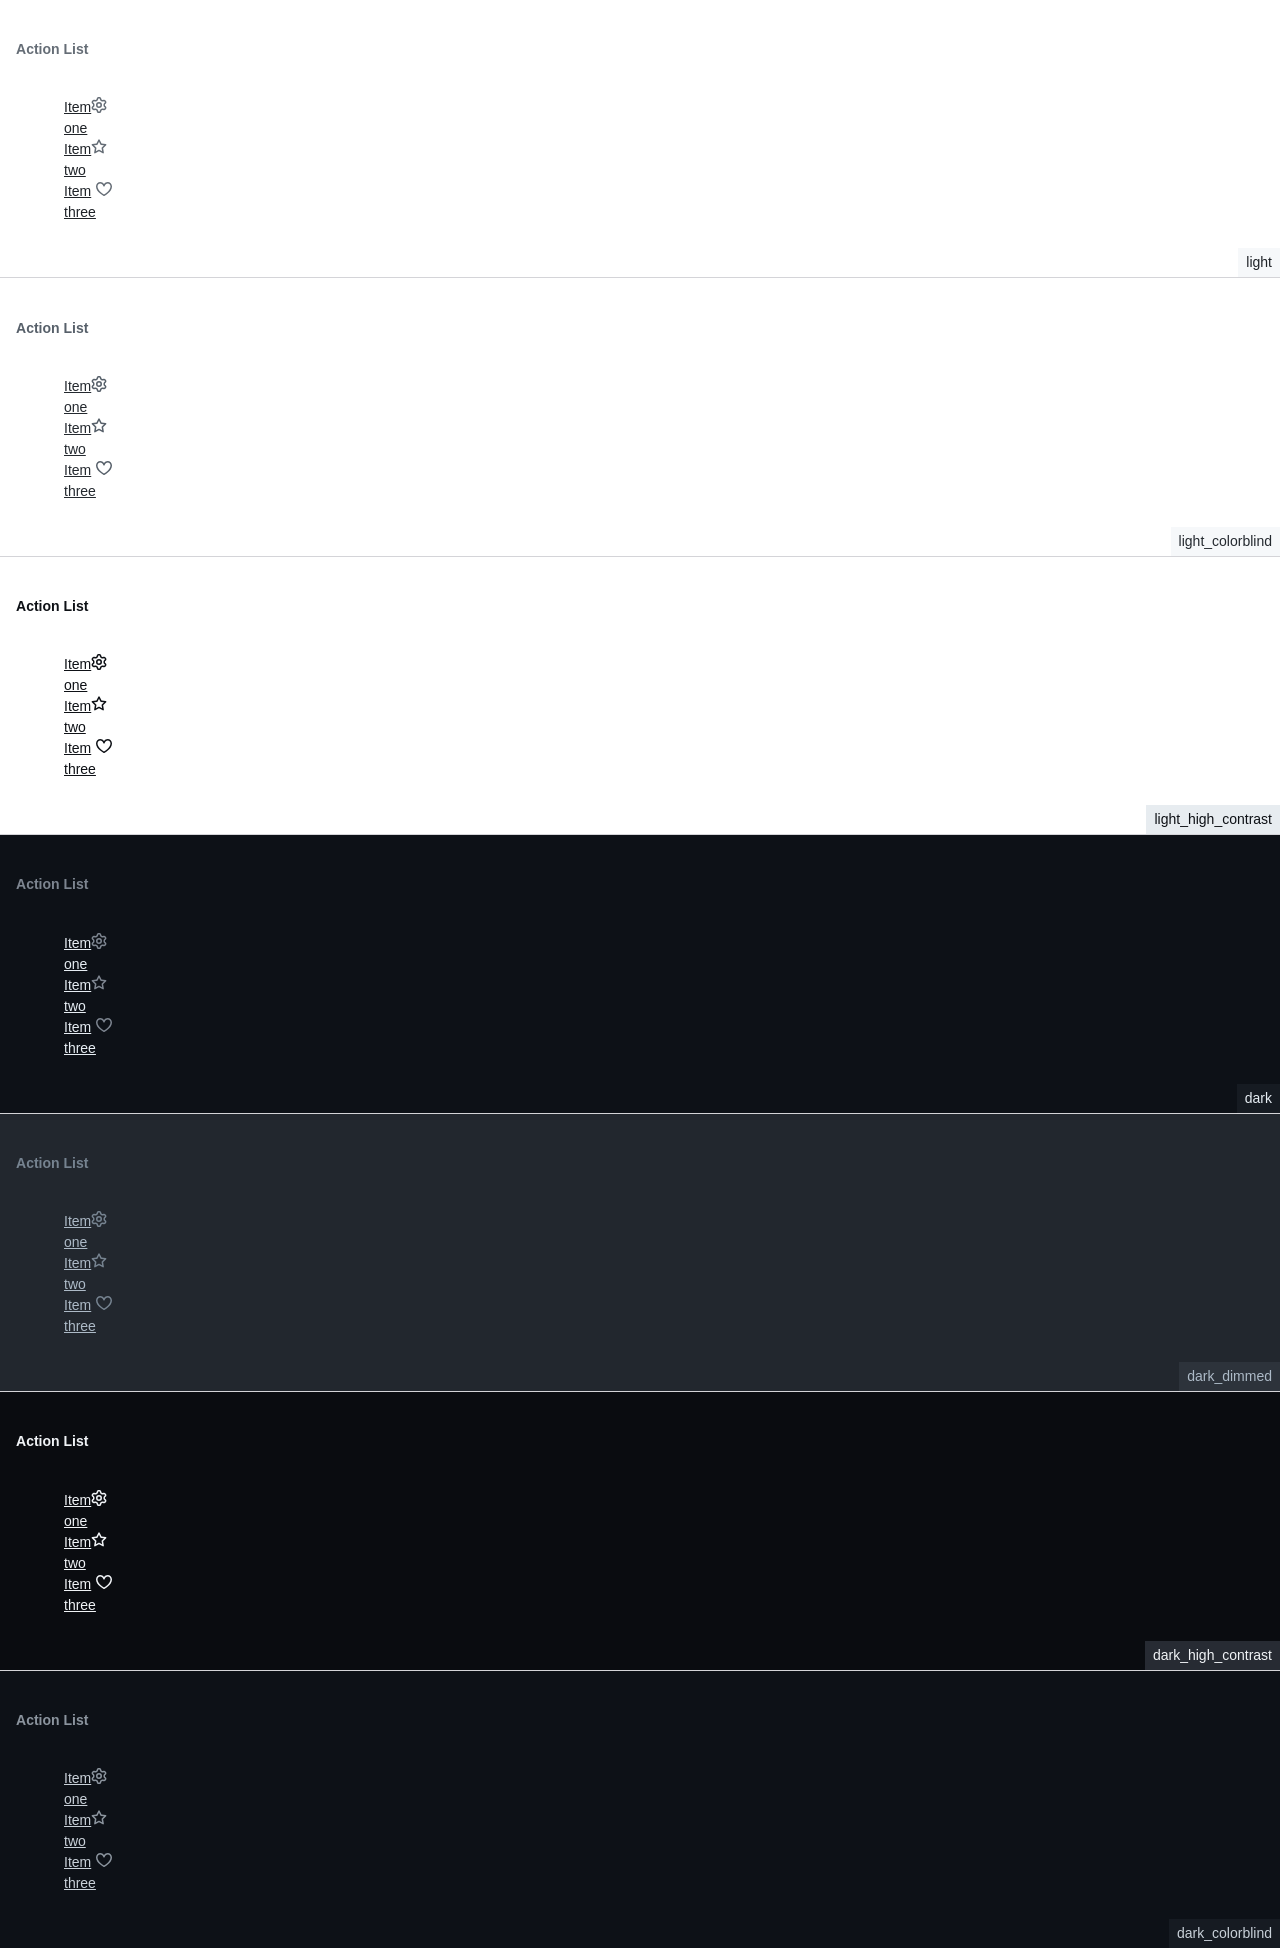 Action List
Item
one
Item
two
Item
three
light
Action List
Item
one
Item
two
Item
three
light_colorblind
Action List
Item
one
Item
two
Item
three
light_high_contrast
Action List
Item
one
Item
two
Item
three
dark
Action List
Item
one
Item
two
Item
three
dark_dimmed
Action List
Item
one
Item
two
Item
three
dark_high_contrast
Action List
Item
one
Item
two
Item
three
dark_colorblind